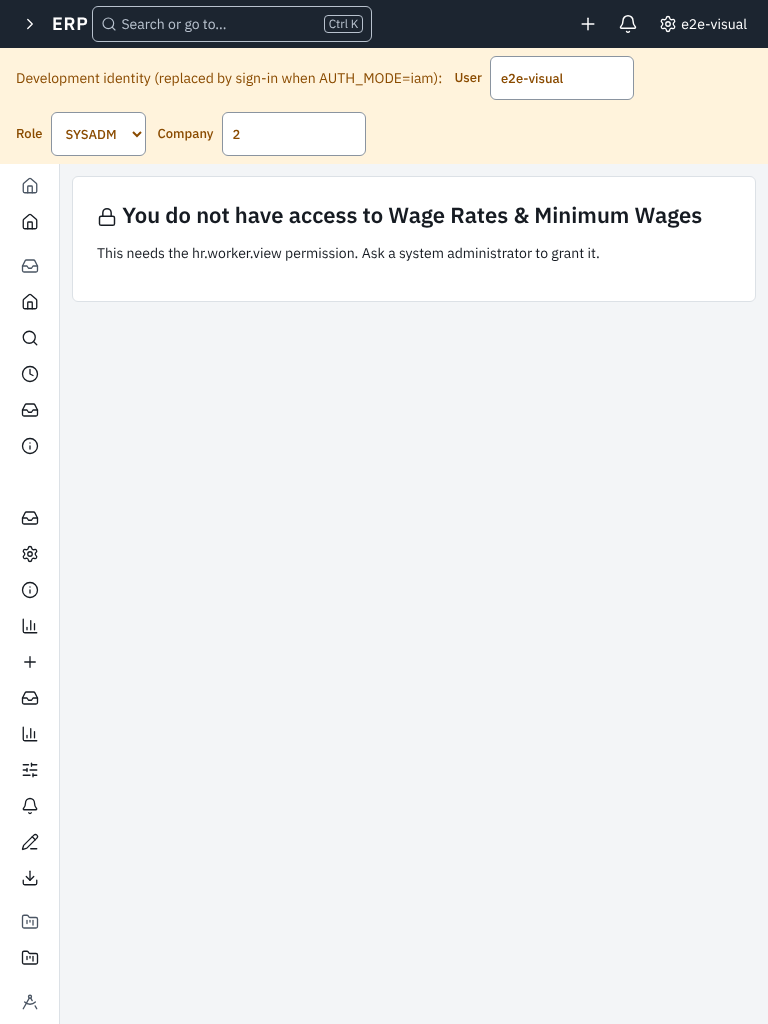 ERP Search or go to... Ctrl K e2e-visual
Development identity (replaced by sign-in when AUTH_MODE=iam): User e2e-visual
Role SYSADM Company 2
You do not have access to Wage Rates & Minimum Wages
This needs the hr.worker.view permission. Ask a system administrator to grant it.